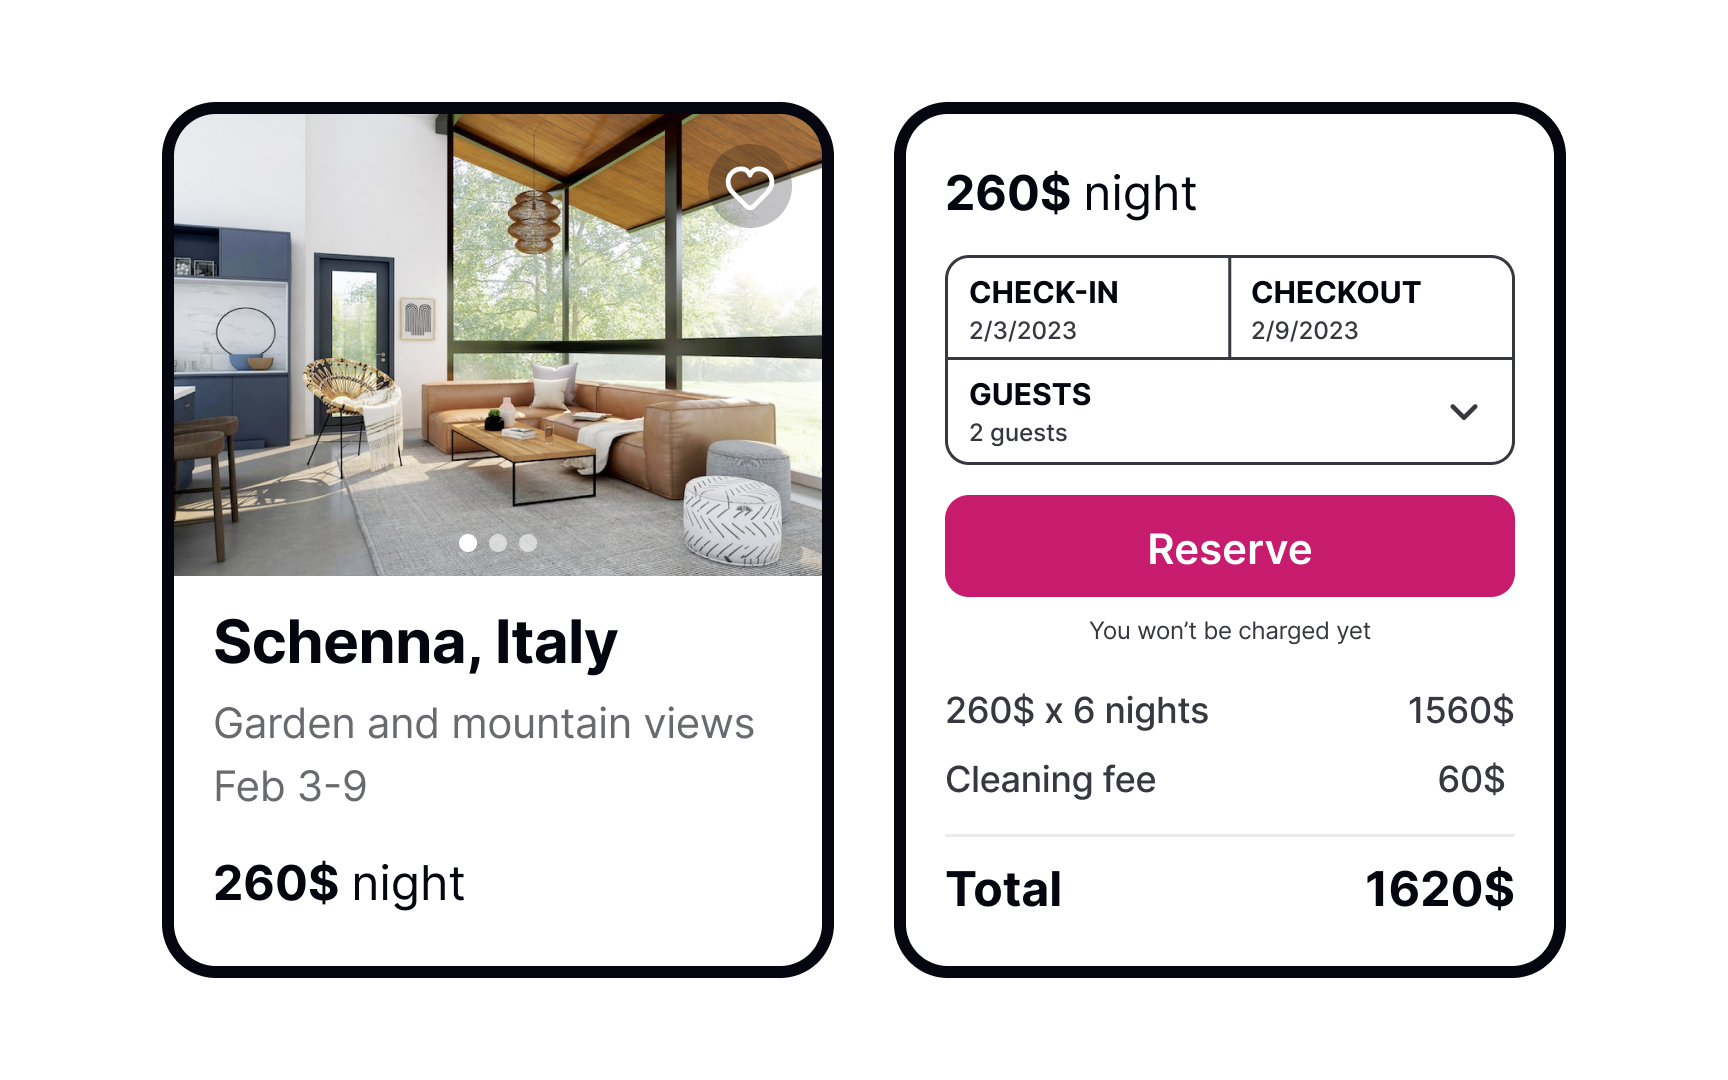 Schenna, Italy
Garden and mountain views
Feb 3-9
260$ night
260$ night
CHECK-IN
2/3/2023
CHECKOUT
2/9/2023
GUESTS
2 guests
Reserve
You won’t be charged yet
260$ x 6 nights
1560$
Cleaning fee
60$
Total
1620$